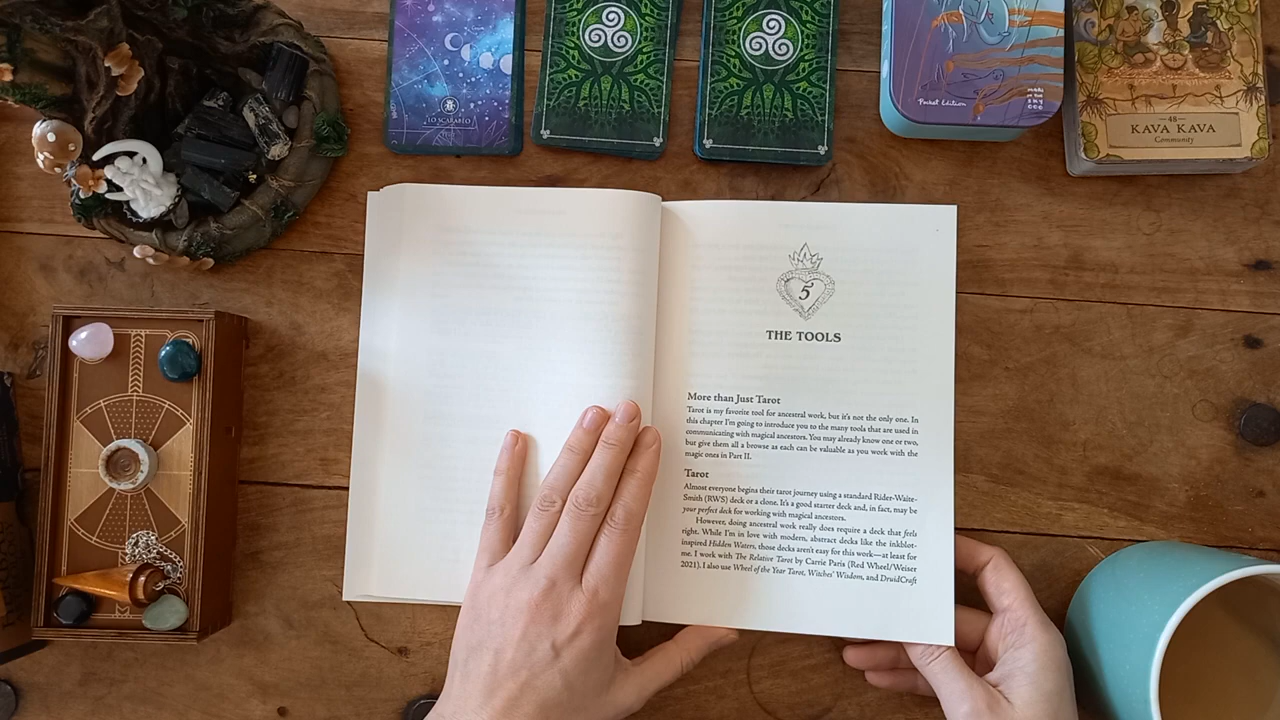 LO SCARABEO
Pocket Edition
—48—
KAVA KAVA
Community
5
THE TOOLS
More than Just Tarot
Tarot is my favorite tool for ancestral work, but it's not the only one. In
this chapter I'm going to introduce you to the many tools that are used in
communicating with magical ancestors. You may already know one or two,
but give them all a browse as each can be valuable as you work with the
magic ones in Part II.
Tarot
Almost everyone begins their tarot journey using a standard Rider-Waite-
Smith (RWS) deck or a clone. It's a good starter deck and, in fact, may be
your perfect deck for working with magical ancestors.
However, doing ancestral work really does require a deck that feels
right. While I'm in love with modern, abstract decks like the inkblot-
inspired Hidden Waters, those decks aren't easy for this work—at least for
me. I work with The Relative Tarot by Carrie Paris (Red Wheel/Weiser
2021). I also use Wheel of the Year Tarot, Witches' Wisdom, and DruidCraft